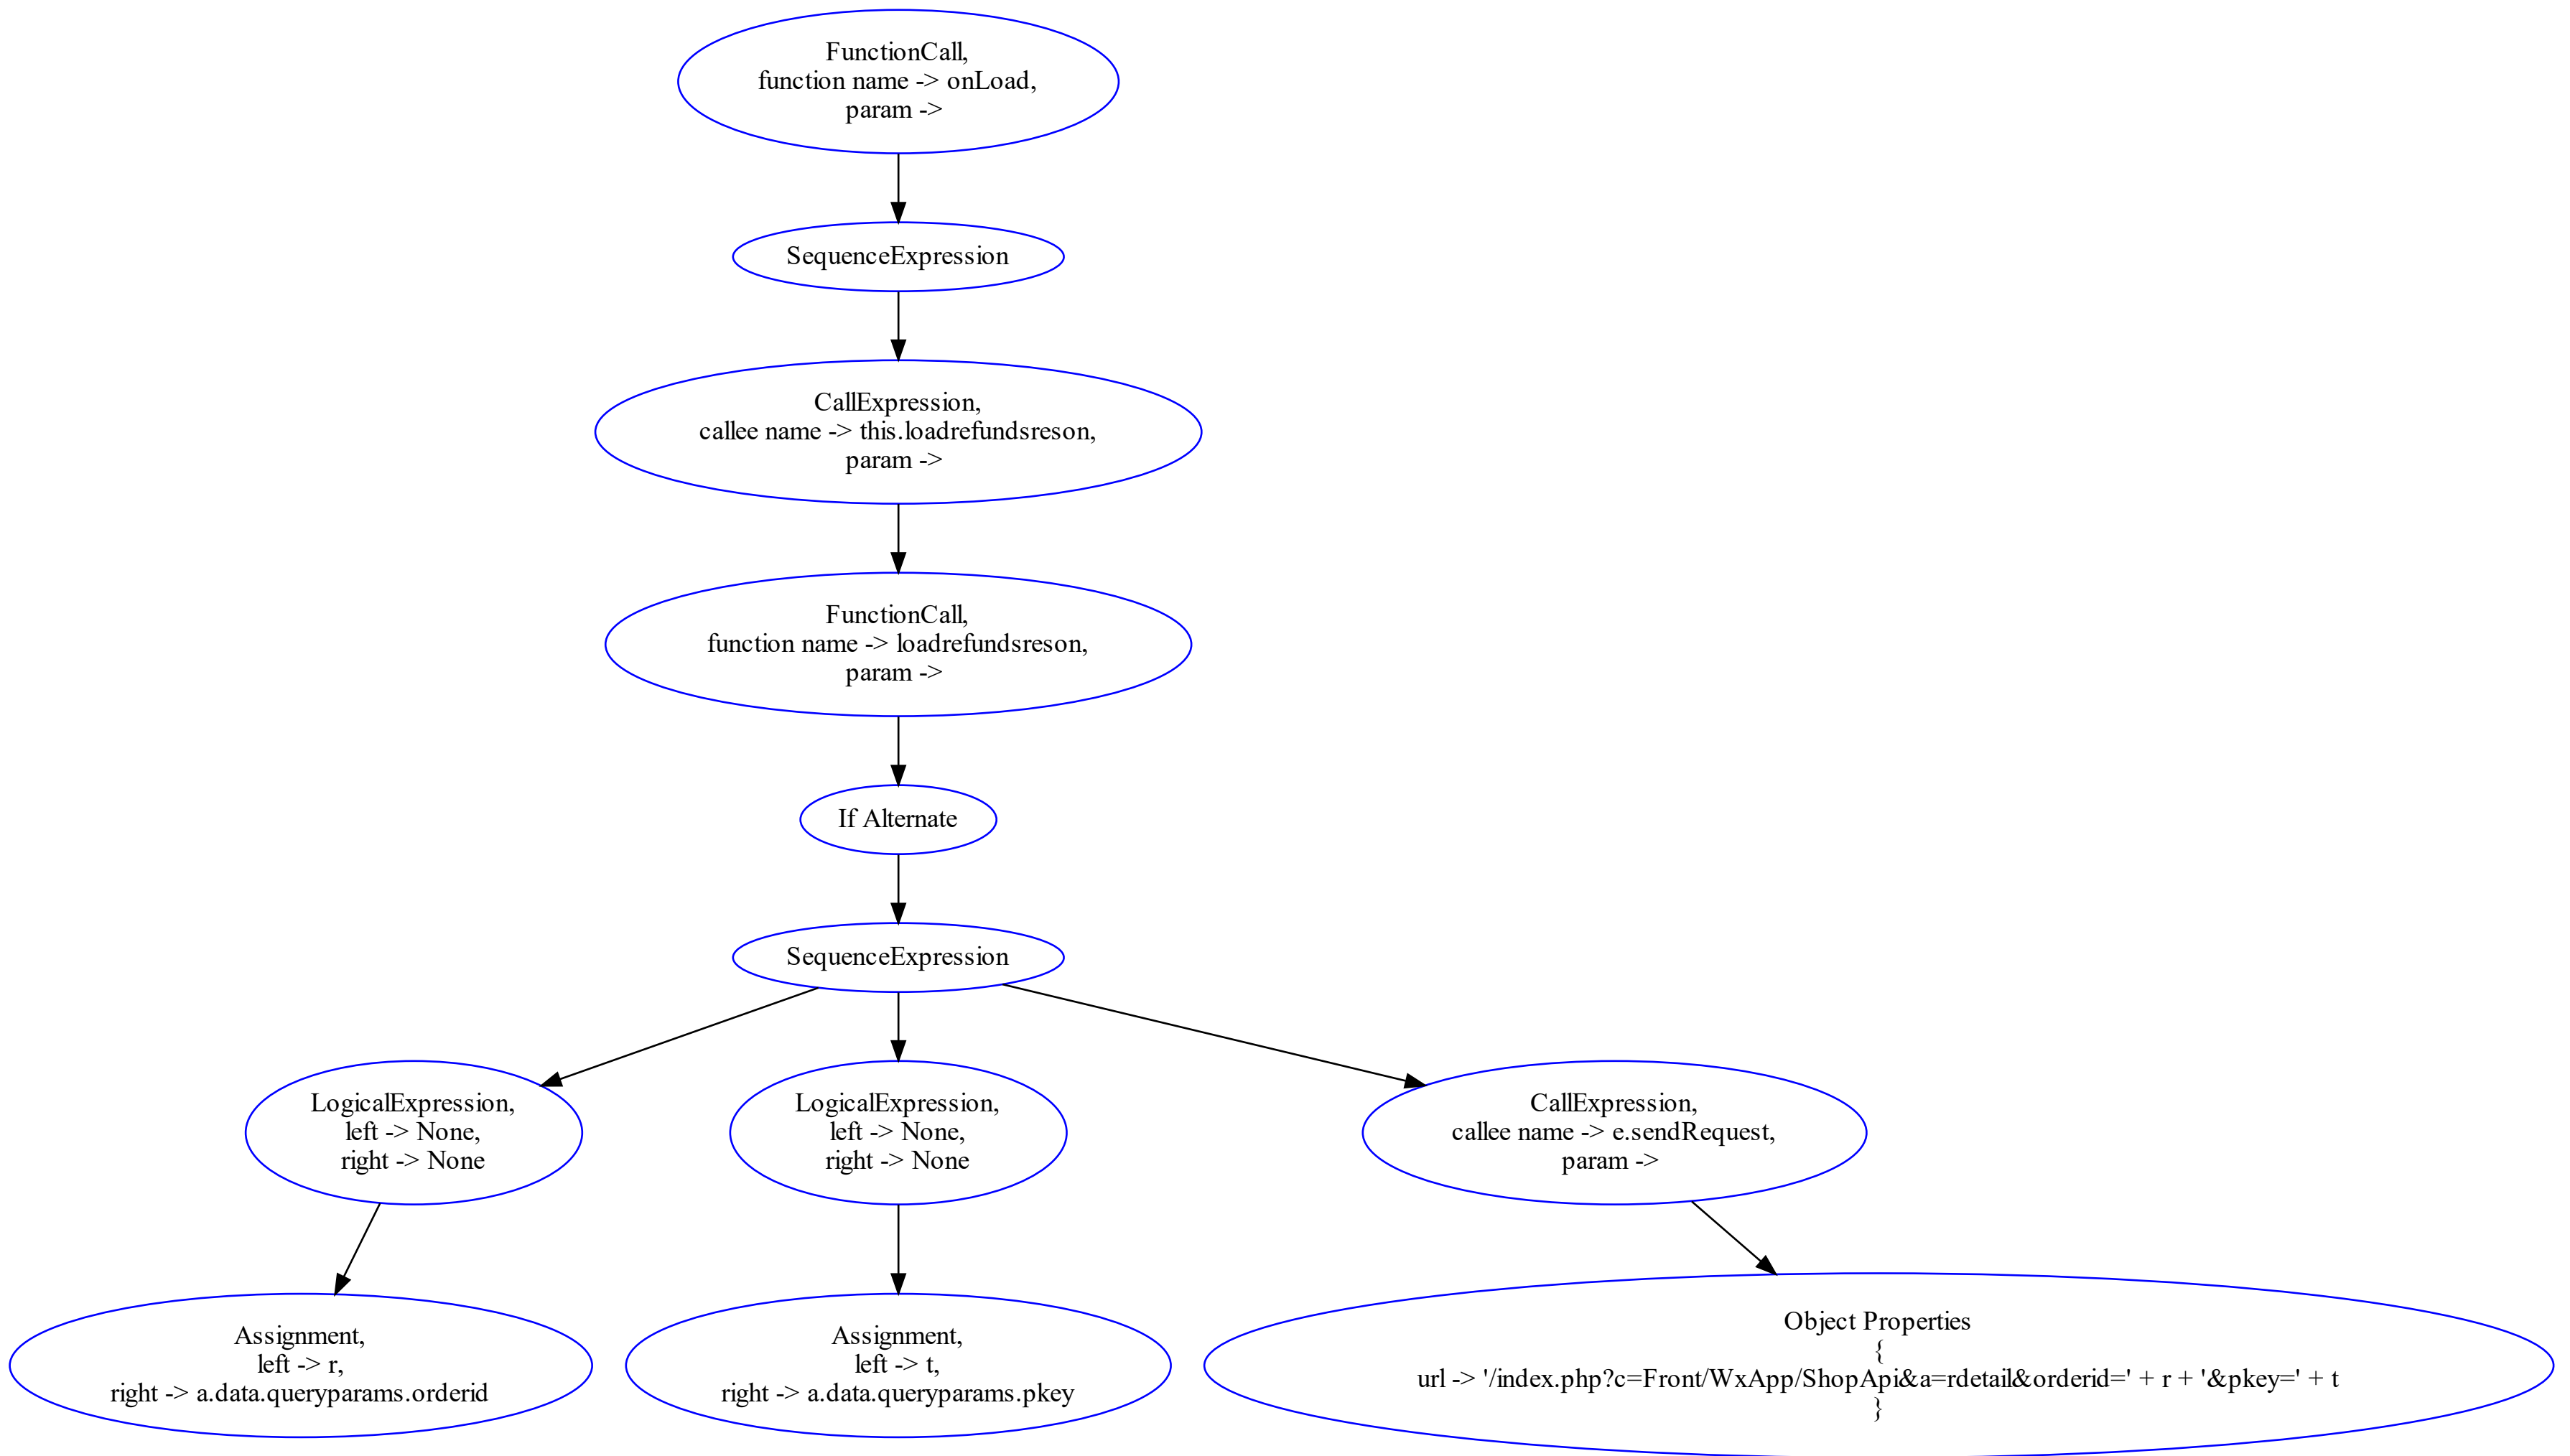 FunctionCall,
function name -> onLoad,
param ->
SequenceExpression
CallExpression,
callee name -> this.loadrefundsreson,
param ->
FunctionCall,
function name -> loadrefundsreson,
param ->
If Alternate
SequenceExpression
LogicalExpression,
left -> None,
right -> None
LogicalExpression,
left -> None,
right -> None
CallExpression,
callee name -> e.sendRequest,
param ->
Assignment,
left -> r,
right -> a.data.queryparams.orderid
Assignment,
left -> t,
right -> a.data.queryparams.pkey
Object Properties
{
url -> '/index.php?c=Front/WxApp/ShopApi&a=rdetail&orderid=' + r + '&pkey=' + t
}